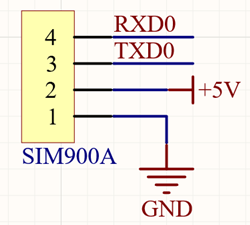 4 RXD0
3 TXD0
2 +5V
1
SIM900A
GND